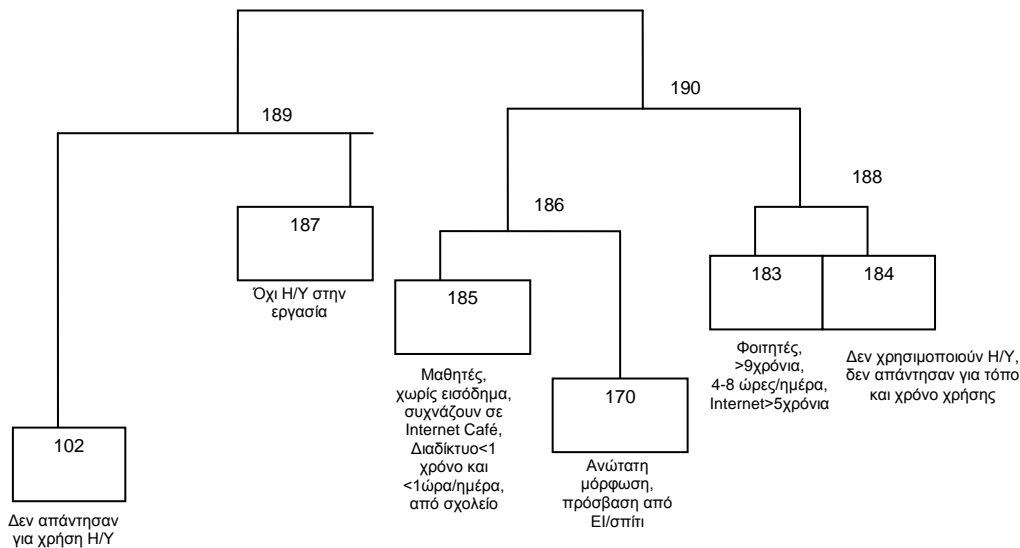 190
189
188
186
187
Όχι Η/Υ στην
εργασία
185
Μαθητές,
χωρίς εισόδημα,
συχνάζουν σε
Internet Café,
Διαδίκτυο<1
χρόνο και
<1ώρα/ημέρα,
από σχολείο
183
Φοιτητές,
>9χρόνια,
4-8 ώρες/ημέρα,
Internet>5χρόνια
184
Δεν χρησιμοποιούν Η/Υ,
δεν απάντησαν για τόπο
και χρόνο χρήσης
170
Ανώτατη
μόρφωση,
πρόσβαση από
ΕΙ/σπίτι
102
Δεν απάντησαν
για χρήση Η/Υ